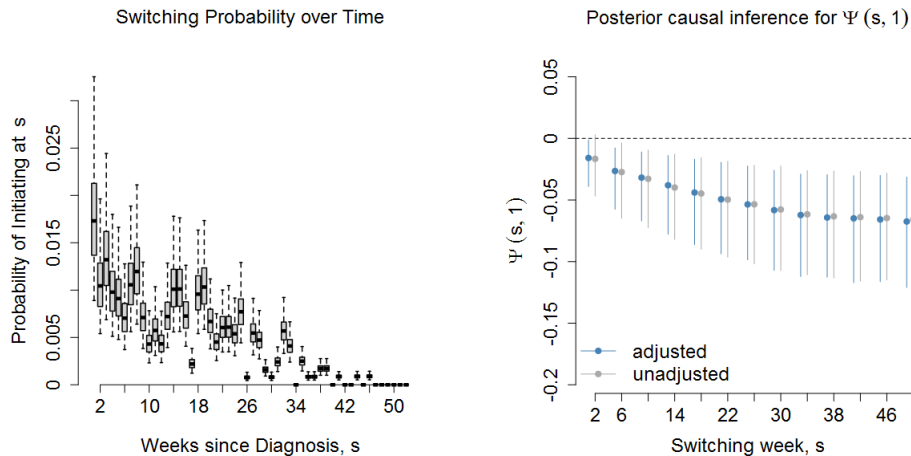 Switching Probability over Time
Probability of Initiating at s
0.025
0.015
0.005
0
2 10 18 26 34 42 50
Weeks since Diagnosis, s
Posterior causal inference for Ψ (s, 1)
Ψ (s, 1)
0.05
0
-0.05
-0.1
-0.15
-0.2
adjusted
unadjusted
2 6 14 22 30 38 46
Switching week, s